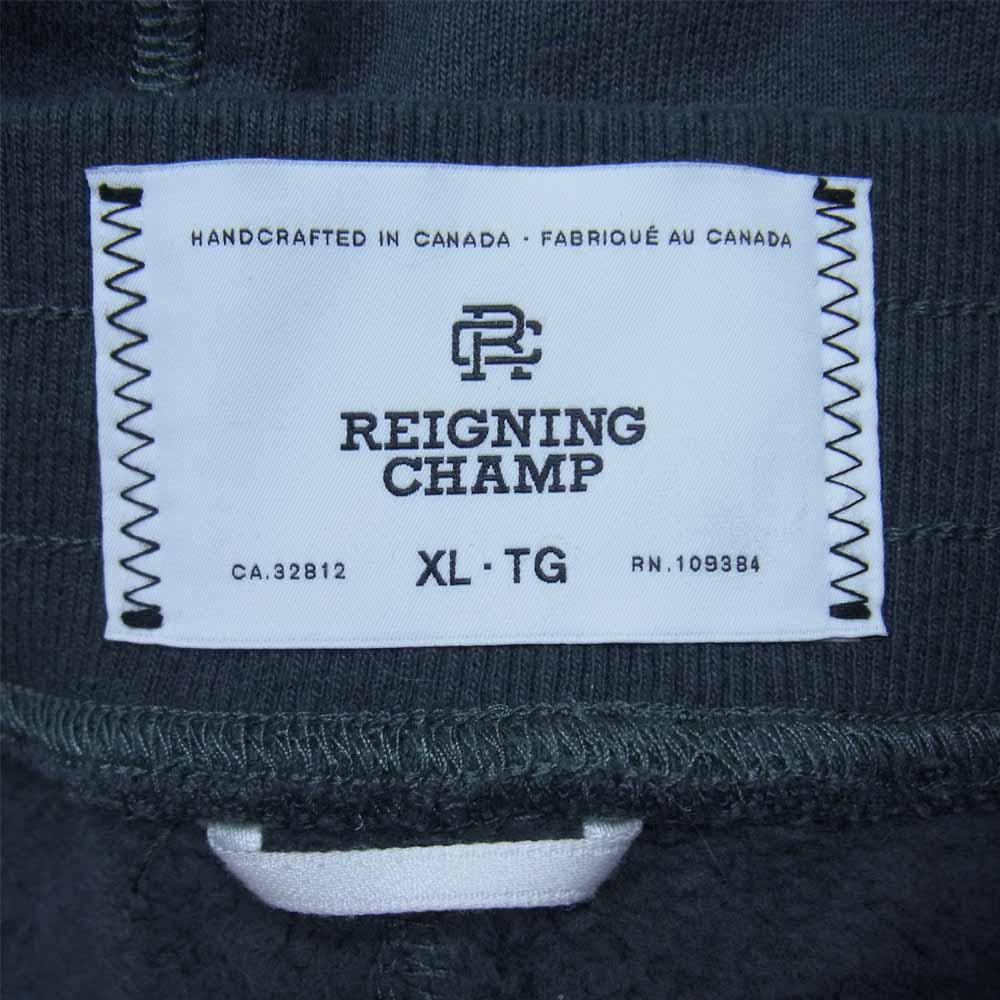 HANDCRAFTED IN CANADA · FABRIQUÉ AU CANADA
RC
REIGNING
CHAMP
CA.32812 XL · TG RN.109384